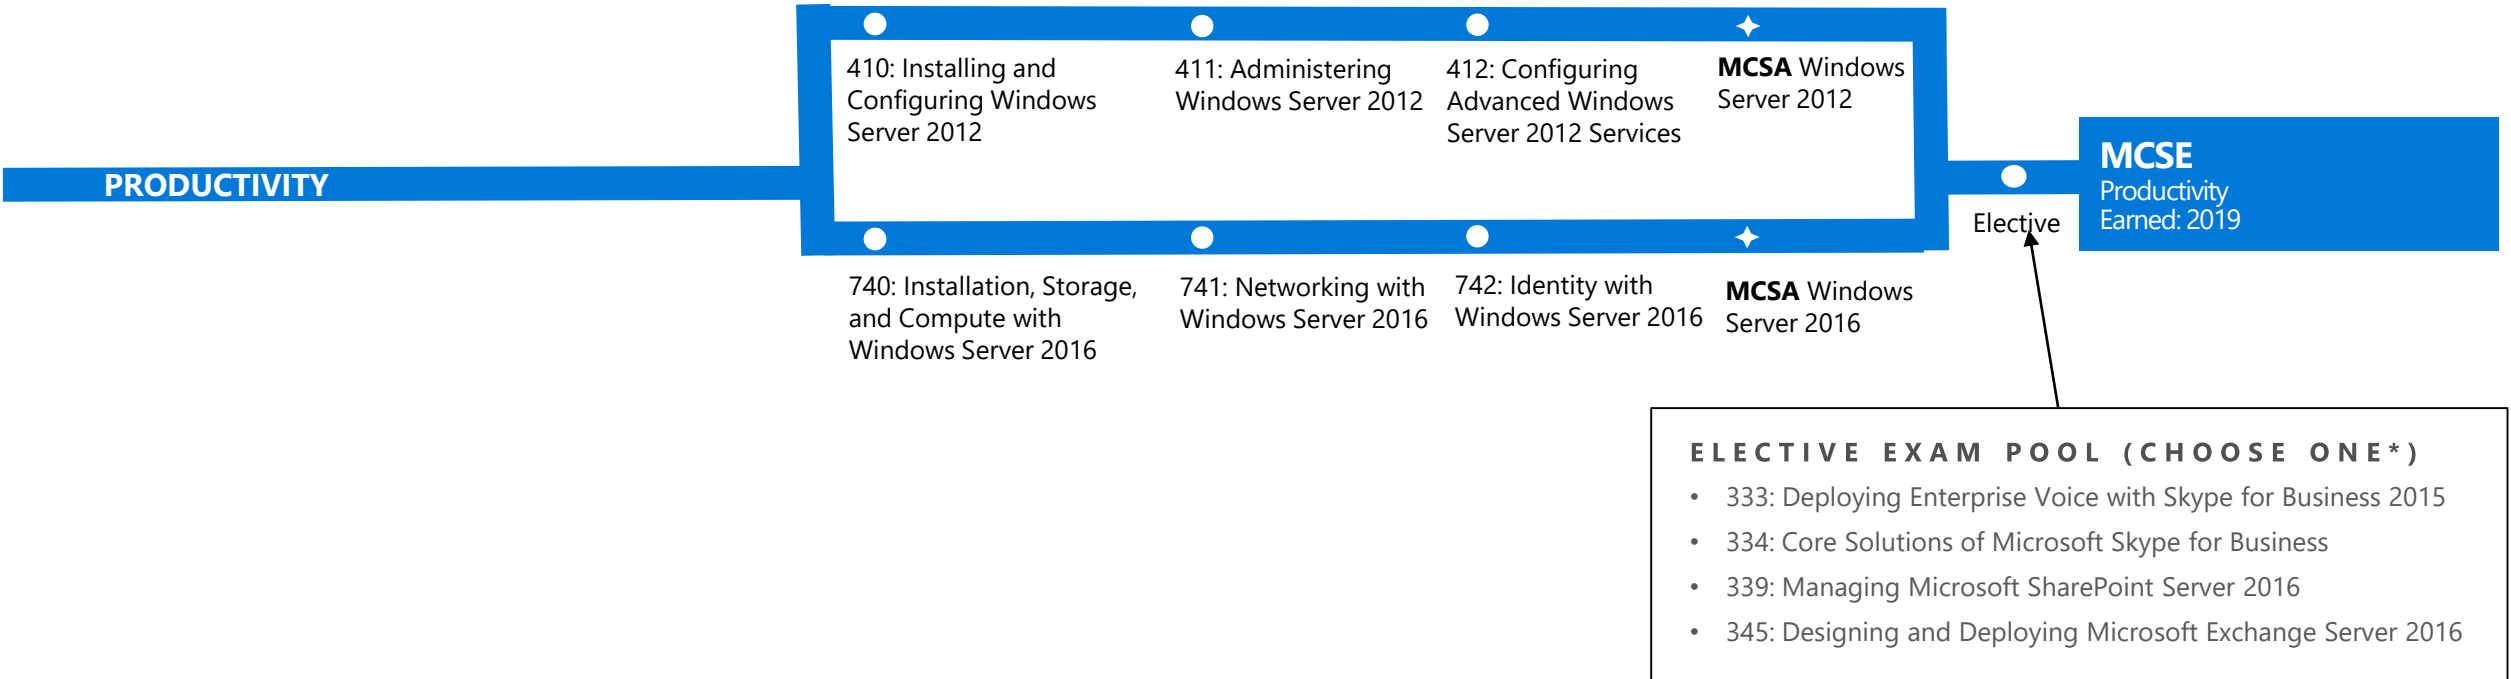 PRODUCTIVITY
410: Installing and
Configuring Windows
Server 2012
411: Administering
Windows Server 2012
412: Configuring
Advanced Windows
Server 2012 Services
MCSA Windows
Server 2012
740: Installation, Storage,
and Compute with
Windows Server 2016
741: Networking with
Windows Server 2016
742: Identity with
Windows Server 2016
MCSA Windows
Server 2016
Elective
MCSE
Productivity
Earned: 2019
ELECTIVE EXAM POOL (CHOOSE ONE*)
• 333: Deploying Enterprise Voice with Skype for Business 2015
• 334: Core Solutions of Microsoft Skype for Business
• 339: Managing Microsoft SharePoint Server 2016
• 345: Designing and Deploying Microsoft Exchange Server 2016